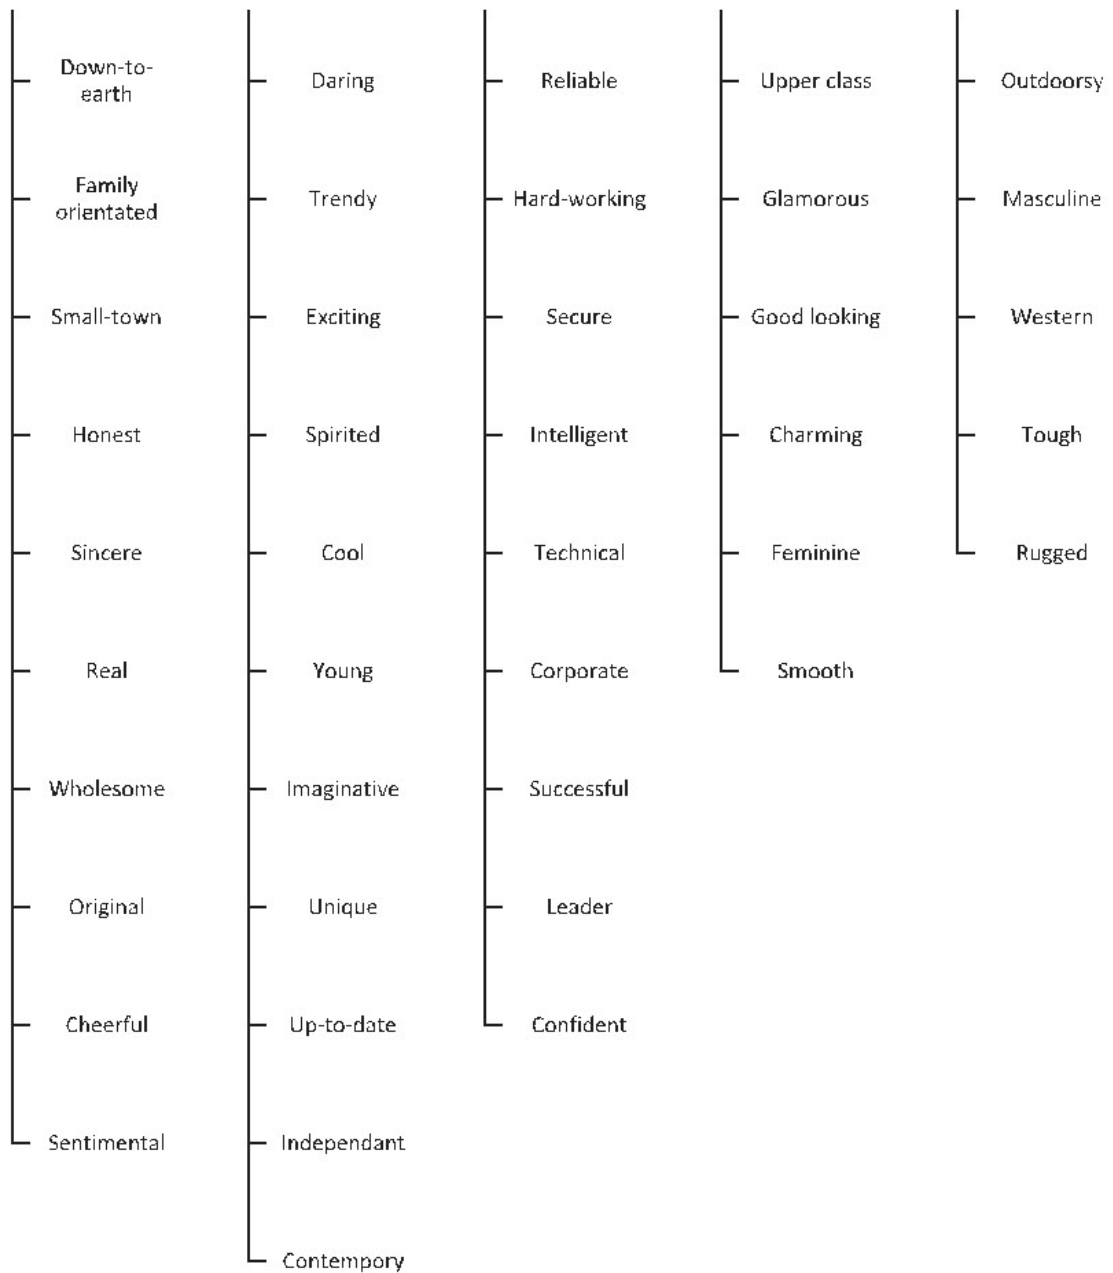 Down-to-
earth
Family
orientated
Small-town
Honest
Sincere
Real
Wholesome
Original
Cheerful
Sentimental
Daring
Trendy
Exciting
Spirited
Cool
Young
Imaginative
Unique
Up-to-date
Independant
Contempory
Reliable
Hard-working
Secure
Intelligent
Technical
Corporate
Successful
Leader
Confident
Upper class
Glamorous
Good looking
Charming
Feminine
Smooth
Outdoorsy
Masculine
Western
Tough
Rugged